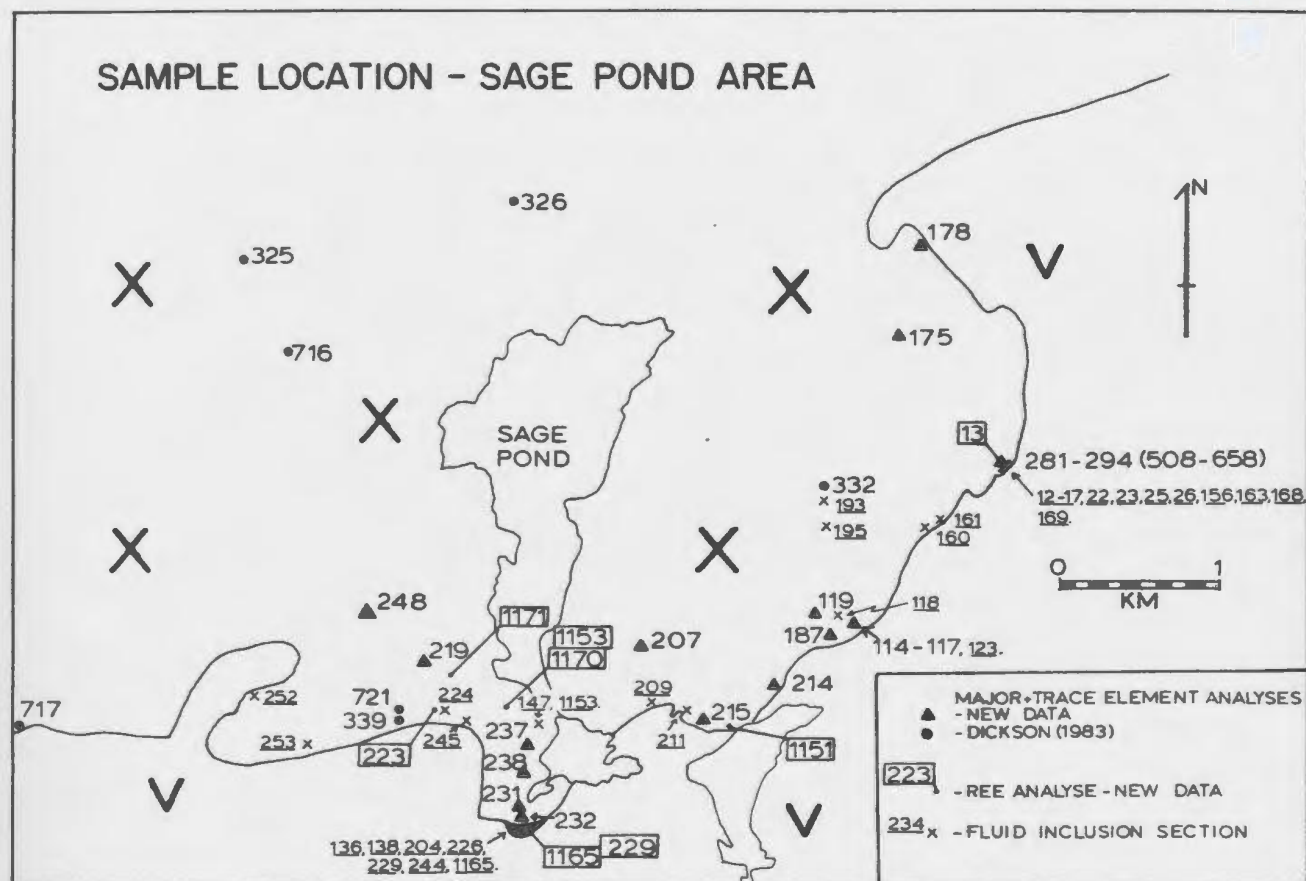 SAMPLE LOCATION - SAGE POND AREA
326
N
178
V
325
X
X
175
716
X
SAGE
POND
13
281-294 (508-658)
332
193
12-17, 22, 23, 25, 26, 156, 163, 168,
169.
161
195
160
X
X
0 1
KM
248
119
118
1171
1153
207
187
219
1170
114-117, 123.
252
214
721
224
147, 1153.
209
717
339
215
237
211
253
223
245
1151
238
V
231
232
V
136, 138, 204, 226,
229, 244, 1165.
1165
229
MAJOR+TRACE ELEMENT ANALYSES
- NEW DATA
- DICKSON (1983)
223
- REE ANALYSE - NEW DATA
234 x - FLUID INCLUSION SECTION